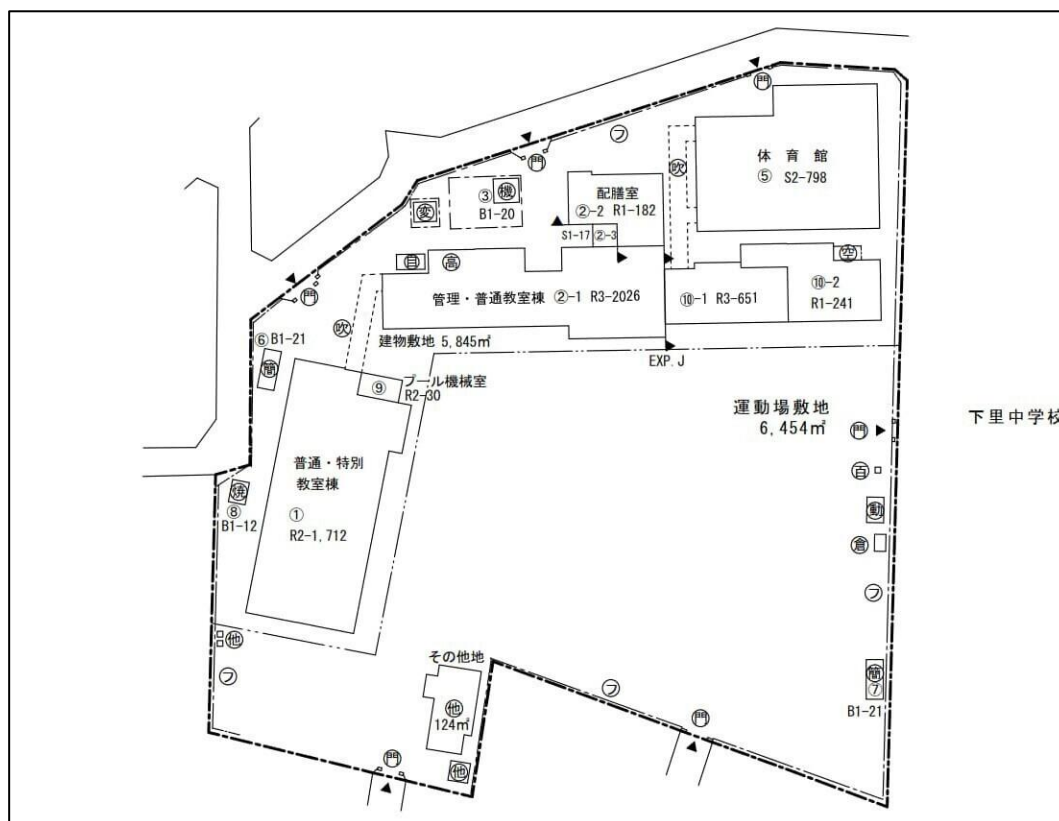 門
フ
門
体 育 館
⑤ S2-798
吹
配膳室
②-2 R1-182
③ 機
B1-20
変
S1-17 ②-3
目 高
空
管理・普通教室棟 ②-1 R3-2026
⑩-1 R3-651
⑩-2
R1-241
門
吹
建物敷地 5,845㎡
EXP.J
⑥ B1-21
簡
⑨ プール機械室
R2-30
運動場敷地
6,454㎡
門
下里中学校
百
普通・特別
教室棟
焼
⑧
B1-12
動
①
R2-1,712
倉
フ
他
フ
その他地
他
124㎡
フ
簡
⑦
B1-21
門
門
他